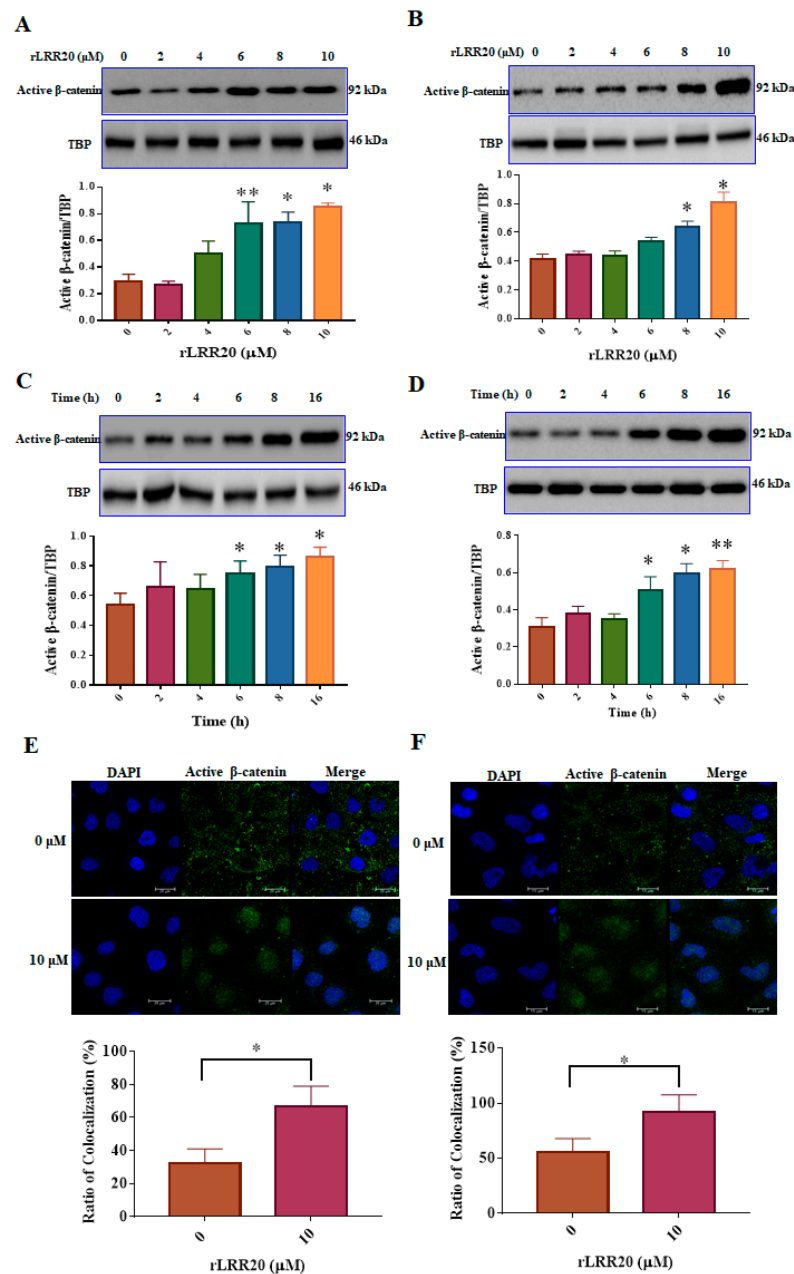 A
rLRR20 (μM) 0 2 4 6 8 10
Active β-catenin 92 kDa
TBP 46 kDa
Active β-catenin/TBP
1.0
0.8
0.6
0.4
0.2
0.0
** * *
0 2 4 6 8 10
rLRR20 (μM)
B
rLRR20 (μM) 0 2 4 6 8 10
Active β-catenin 92 kDa
TBP 46 kDa
Active β-catenin/TBP
1.0
0.8
0.6
0.4
0.2
0.0
* *
0 2 4 6 8 10
rLRR20 (μM)
C
Time (h) 0 2 4 6 8 16
Active β-catenin 92 kDa
TBP 46 kDa
Active β-catenin/TBP
1.0
0.8
0.6
0.4
0.2
0.0
* * *
0 2 4 6 8 16
Time (h)
D
Time (h) 0 2 4 6 8 16
Active β-catenin 92 kDa
TBP 46 kDa
Active β-catenin/TBP
0.8
0.6
0.4
0.2
0.0
* * **
0 2 4 6 8 16
Time (h)
E
DAPI Active β-catenin Merge
0 μM
10 μM
Ratio of Colocalization (%)
100
80
60
40
20
0
*
0 10
rLRR20 (μM)
F
DAPI Active β-catenin Merge
0 μM
10 μM
Ratio of Colocalization (%)
150
100
50
0
*
0 10
rLRR20 (μM)